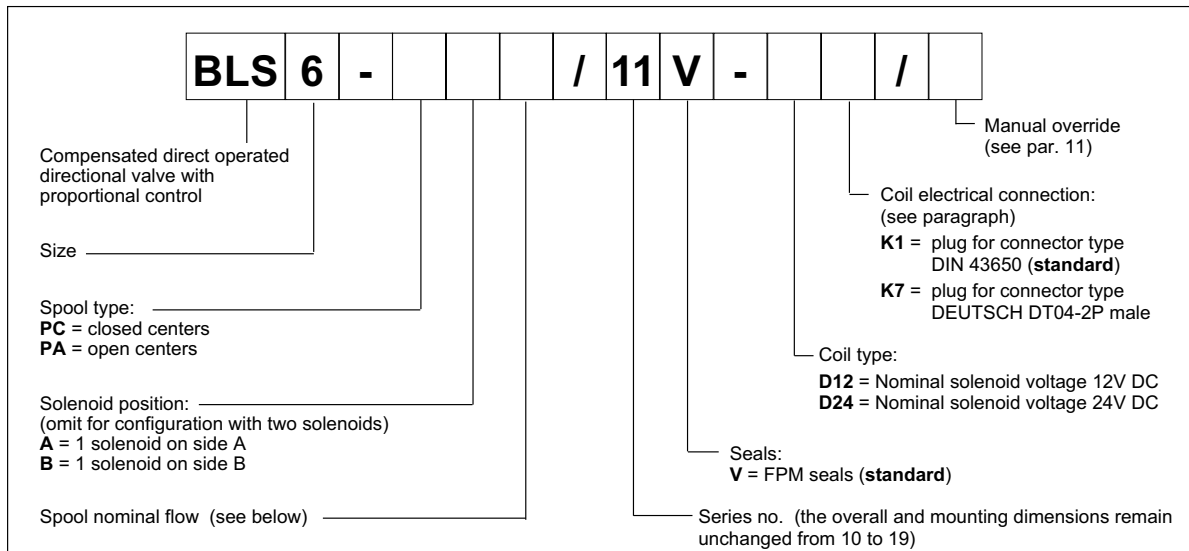 BLS 6 - / 11 V - /
Compensated direct operated
directional valve with
proportional control
Size
Spool type:
PC = closed centers
PA = open centers
Solenoid position:
(omit for configuration with two solenoids)
A = 1 solenoid on side A
B = 1 solenoid on side B
Spool nominal flow (see below)
Manual override
(see par. 11)
Coil electrical connection:
(see paragraph)
K1 = plug for connector type
DIN 43650 (standard)
K7 = plug for connector type
DEUTSCH DT04-2P male
Coil type:
D12 = Nominal solenoid voltage 12V DC
D24 = Nominal solenoid voltage 24V DC
Seals:
V = FPM seals (standard)
Series no. (the overall and mounting dimensions remain
unchanged from 10 to 19)